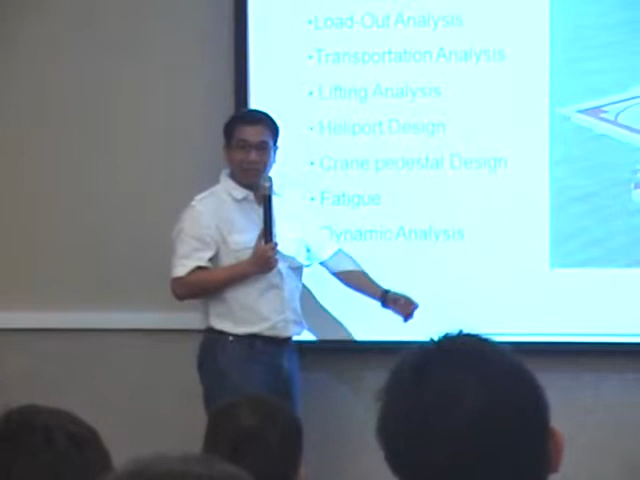 •Load-Out Analysis
•Transportation Analysis
• Lifting Analysis
• Heliport Design
• Crane pedestal Design
• Fatigue
Dynamic Analysis